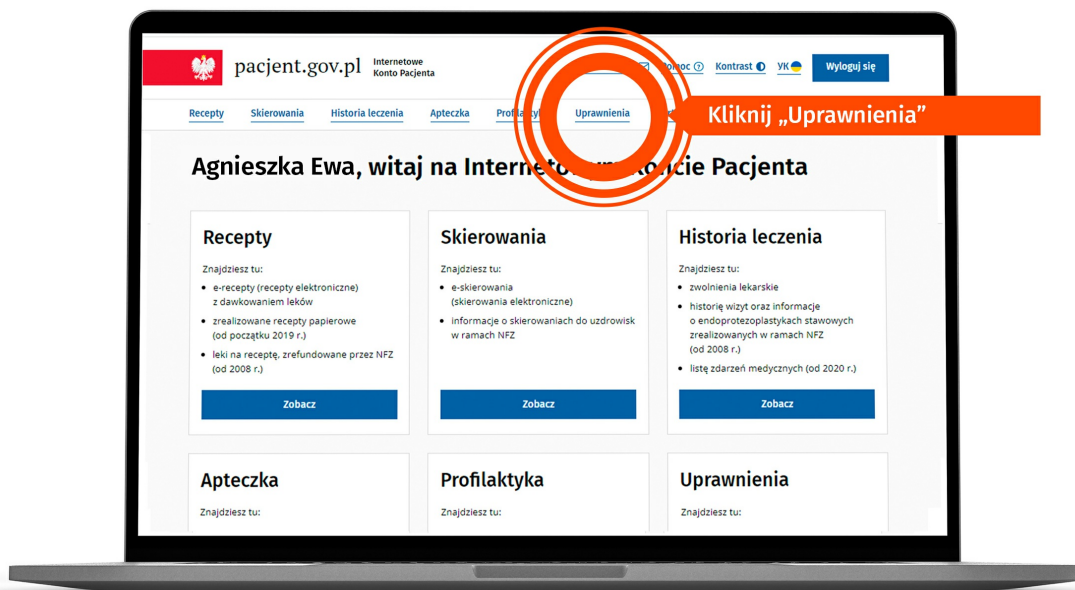 pacjent.gov.pl
Internetowe
Konto Pacjenta
Kontrast
УК
Wyloguj się
Recepty
Skierowania
Historia leczenia
Apteczka
Uprawnienia
Kliknij „Uprawnienia”
Agnieszka Ewa, witaj na Pacjenta
Recepty
Znajdziesz tu:
• e-recepty (recepty elektroniczne)
z dawkowaniem leków
• zrealizowane recepty papierowe
(od początku 2019 r.)
• leki na receptę, zrefundowane przez NFZ
(od 2008 r.)
Zobacz
Skierowania
Znajdziesz tu:
• e-skierowania
(skierowania elektroniczne)
• informacje o skierowaniach do uzdrowisk
w ramach NFZ
Zobacz
Historia leczenia
Znajdziesz tu:
• zwolnienia lekarskie
• historię wizyt oraz informacje
o endoprotezoplastykach stawowych
zrealizowanych w ramach NFZ
(od 2008 r.)
• listę zdarzeń medycznych (od 2020 r.)
Zobacz
Apteczka
Znajdziesz tu:
Profilaktyka
Znajdziesz tu:
Uprawnienia
Znajdziesz tu: